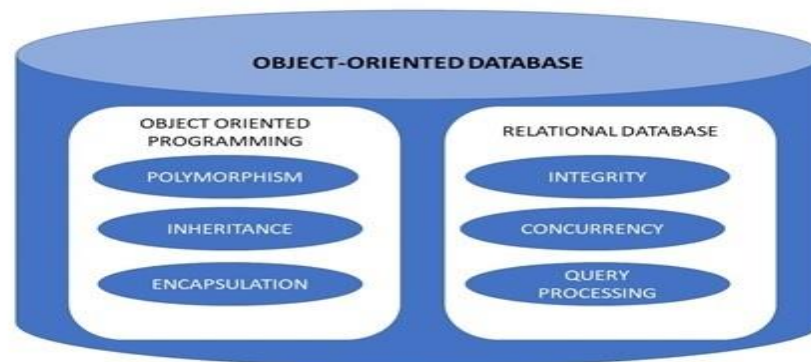 OBJECT-ORIENTED DATABASE
OBJECT ORIENTED
PROGRAMMING
POLYMORPHISM
INHERITANCE
ENCAPSULATION
RELATIONAL DATABASE
INTEGRITY
CONCURRENCY
QUERY
PROCESSING